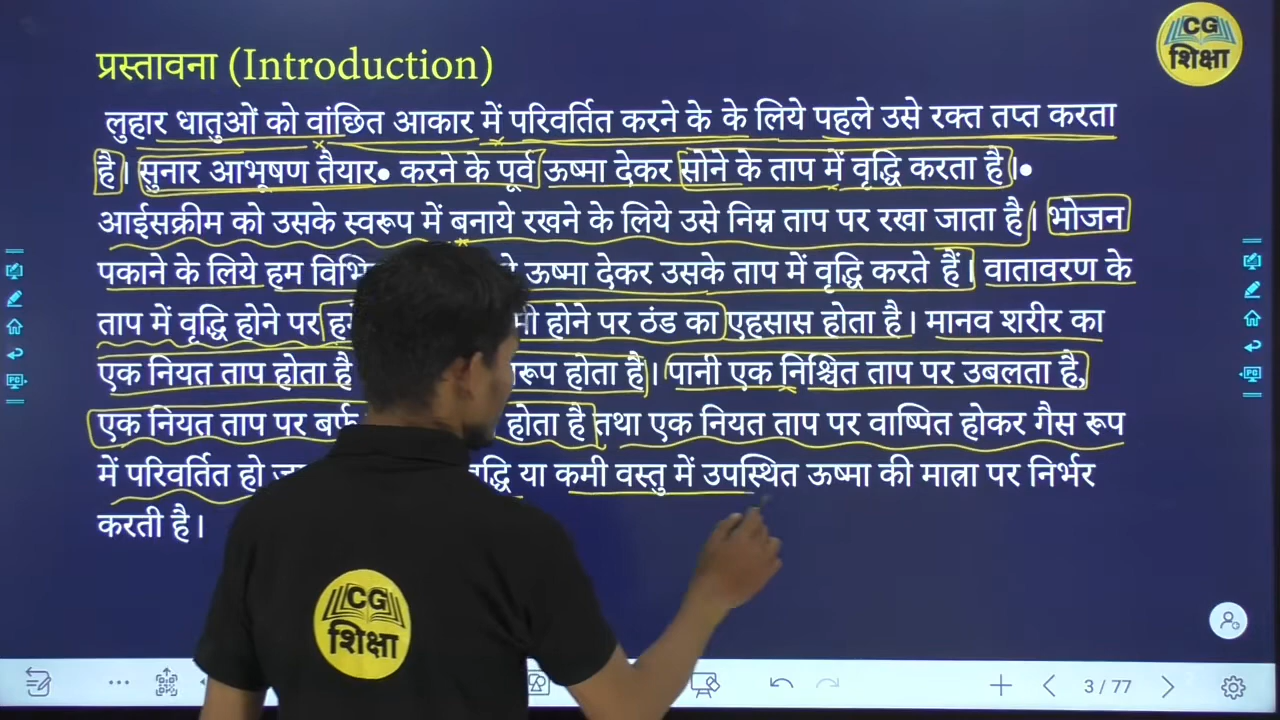 प्रस्तावना (Introduction)
CG
शिक्षा
लुहार धातुओं को वांछित आकार में परिवर्तित करने के के लिये पहले उसे रक्त तप्त करता
है। सुनार आभूषण तैयार• करने के पूर्व ऊष्मा देकर सोने के ताप में वृद्धि करता है।•
आईसक्रीम को उसके स्वरूप में बनाये रखने के लिये उसे निम्न ताप पर रखा जाता है। भोजन
पकाने के लिये हम ऊष्मा देकर उसके ताप में वृद्धि करते हैं। वातावरण के
ताप में वृद्धि होने पर होने पर ठंड का एहसास होता है। मानव शरीर का
एक नियत ताप होता है होता है। पानी एक निश्चित ताप पर उबलता है,
एक नियत ताप पर बर्फ होता है तथा एक नियत ताप पर वाष्पित होकर गैस रूप
में परिवर्तित हो या कमी वस्तु में उपस्थित ऊष्मा की मात्रा पर निर्भर
करती है।
CG
शिक्षा
3 / 77